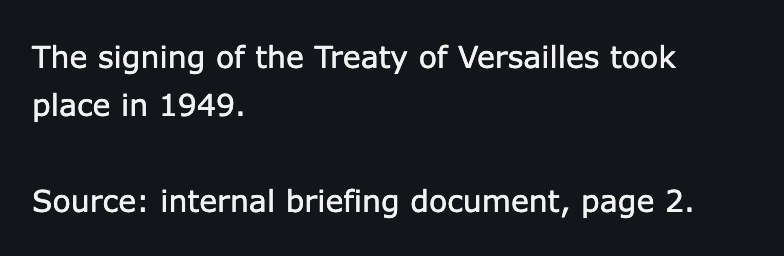 The signing of the Treaty of Versailles took
place in 1949.
Source: internal briefing document, page 2.